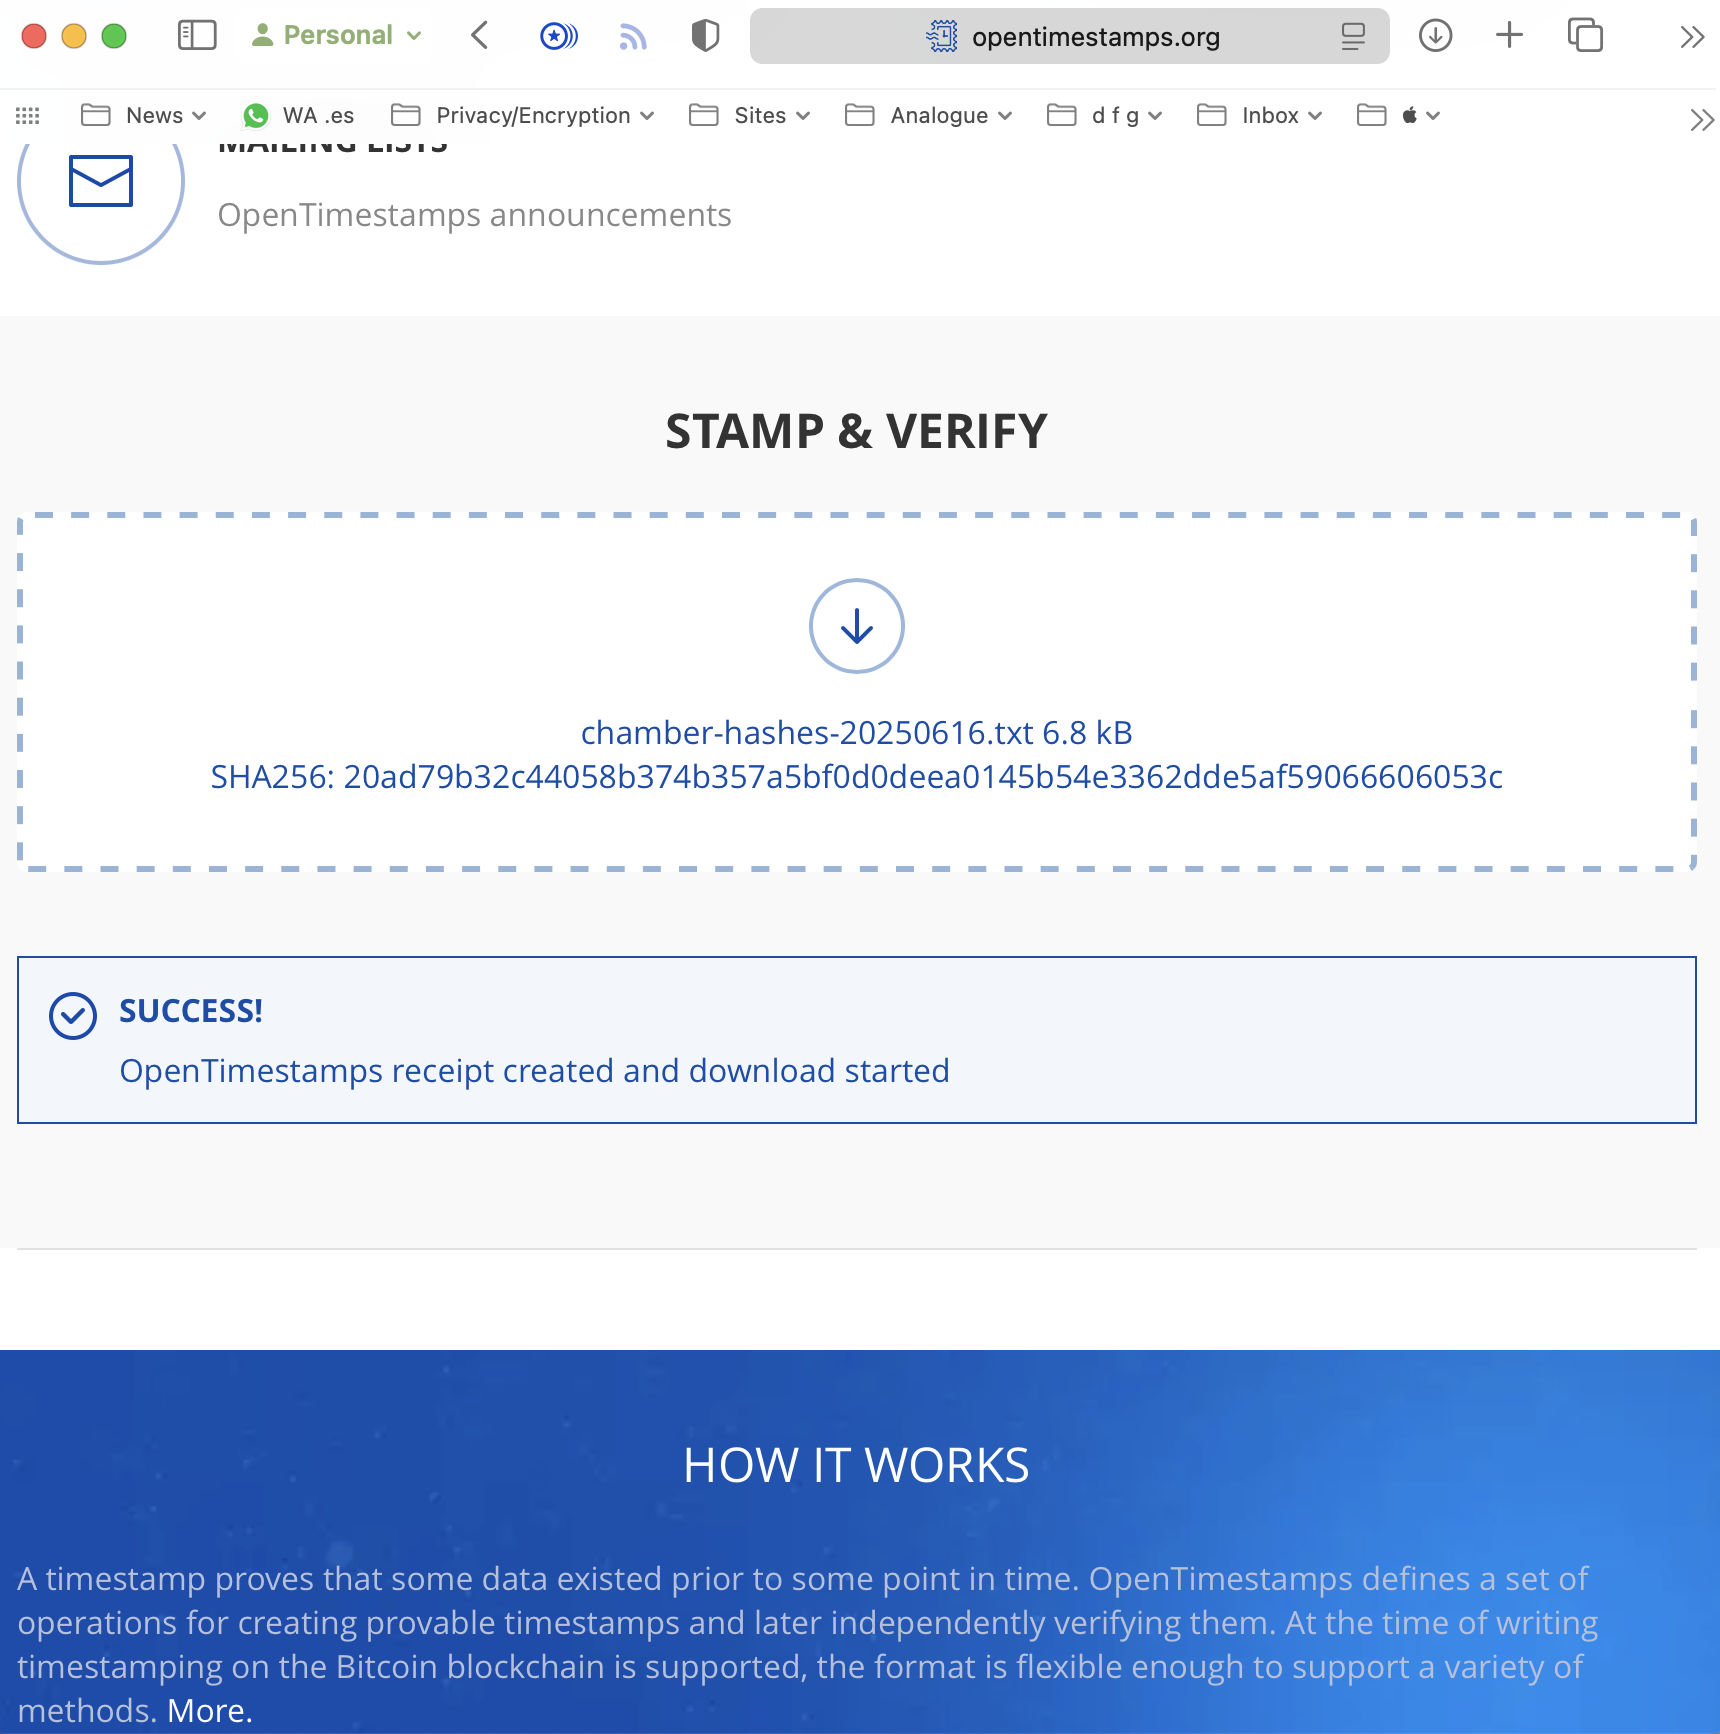 Personal
opentimestamps.org
News
WA .es
Privacy/Encryption
Sites
Analogue
d f g
Inbox
MAILING LISTS
OpenTimestamps announcements
STAMP & VERIFY
chamber-hashes-20250616.txt 6.8 kB
SHA256: 20ad79b32c44058b374b357a5bf0d0deea0145b54e3362dde5af59066606053c
SUCCESS!
OpenTimestamps receipt created and download started
HOW IT WORKS
A timestamp proves that some data existed prior to some point in time. OpenTimestamps defines a set of
operations for creating provable timestamps and later independently verifying them. At the time of writing
timestamping on the Bitcoin blockchain is supported, the format is flexible enough to support a variety of
methods. More.